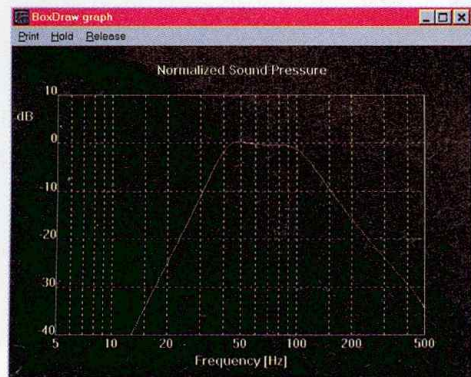 BoxDraw graph
Print Hold Release
Normalized Sound Pressure
dB
10
0
-10
-20
30
40
5 10 20 50 100 200 500
Frequency [Hz]